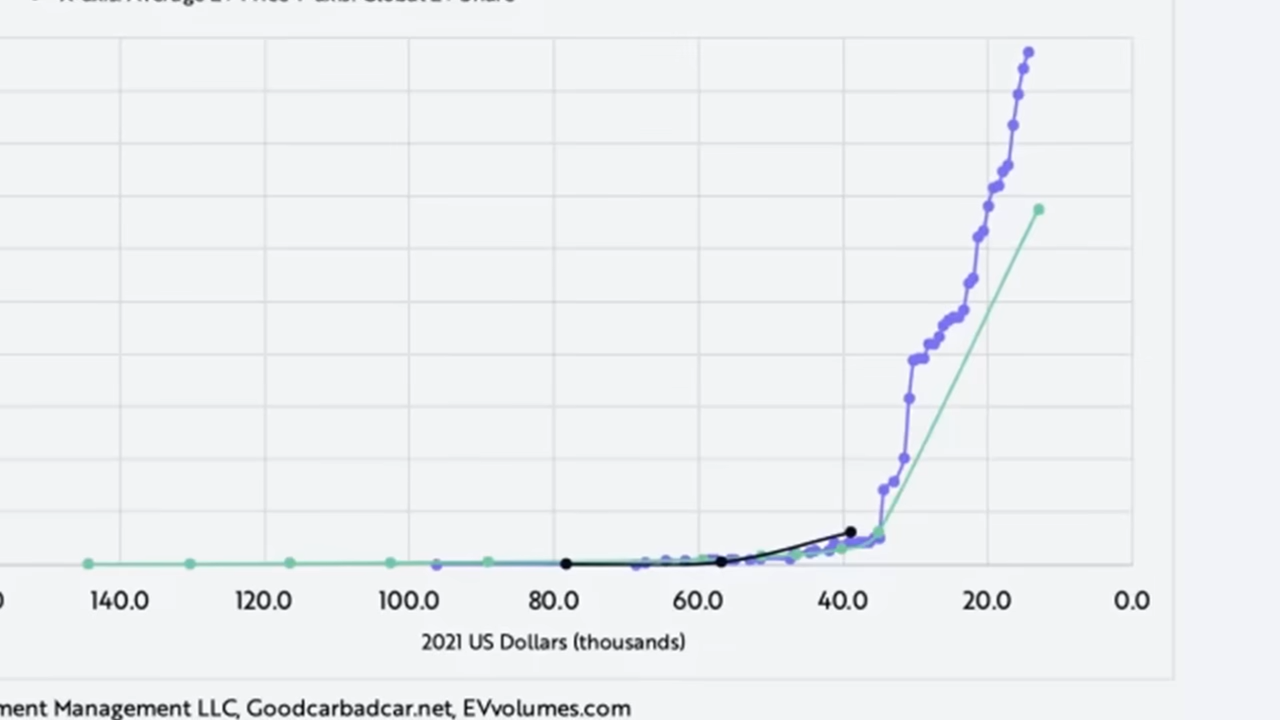 0 140.0 120.0 100.0 80.0 60.0 40.0 20.0 0.0
2021 US Dollars (thousands)
ment Management LLC, Goodcarbadcar.net, EVvolumes.com